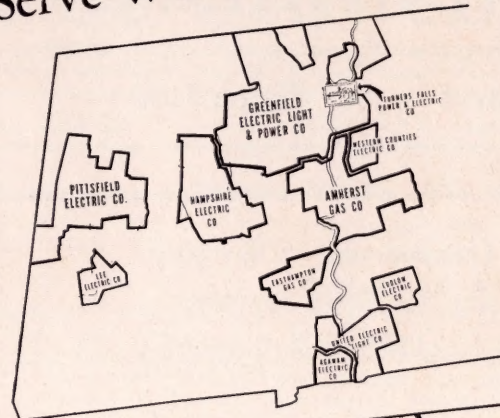 Serve W
GREENFIELD
ELECTRIC LIGHT
& POWER CO
TURNERS FALLS
POWER & ELECTRIC
CO
WESTERN COUNTIES
ELECTRIC CO
PITTSFIELD
ELECTRIC CO.
HAMPSHIRE
ELECTRIC
CO
AMHERST
GAS CO
LEE
ELECTRIC CO
EASTHAMPTON
GAS CO
LUDLOW
ELECTRIC
CO
UNITED ELECTRIC
LIGHT CO
AGAWAM
ELECTRIC
CO